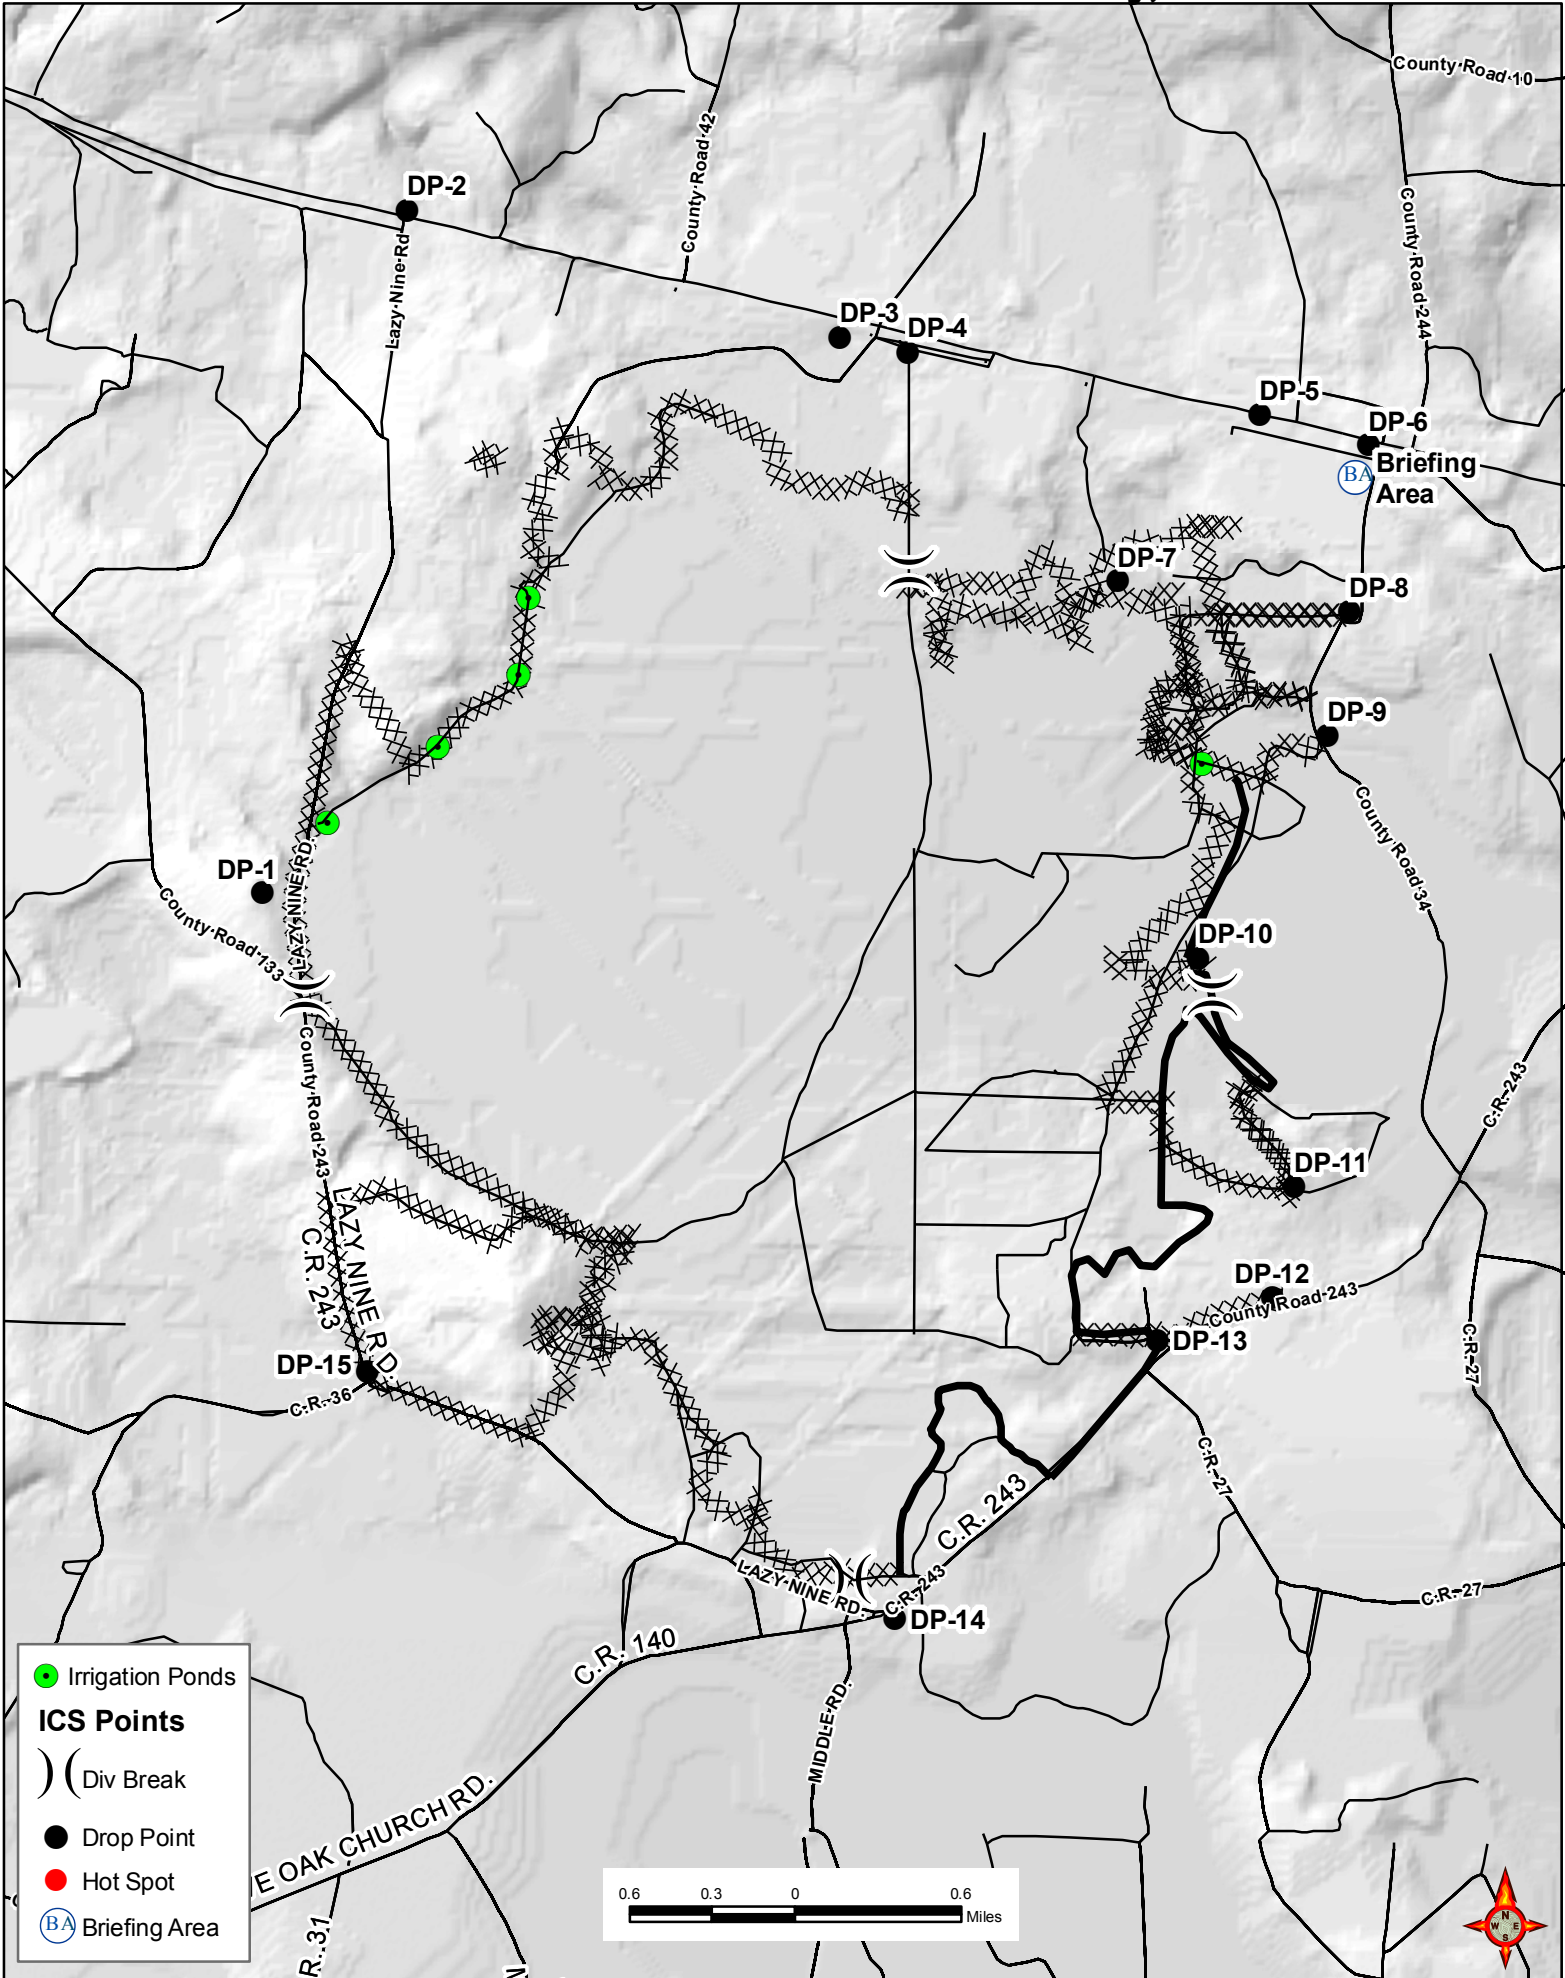 County Road 10
DP-2
County Road 42
County Road 244
Lazy Nine Rd
DP-3
DP-4
DP-5
DP-6
BA
Briefing
Area
DP-7
DP-8
DP-9
County Road 34
DP-1
LAZY NINE RD.
County Road 133
DP-10
County Road 243
C.R. 243
DP-11
LAZY NINE RD.
C.R. 243
DP-12
County Road 243
DP-13
C.R. 27
DP-15
C.R. 36
C.R. 27
C.R. 243
LAZY NINE RD.
C.R. 243
C.R. 27
DP-14
C.R. 140
MIDDLE RD.
Irrigation Ponds
ICS Points
Div Break
Drop Point
Hot Spot
BA Briefing Area
OAK CHURCH RD.
R. 31
0.6 0.3 0 0.6
Miles
N
W E
S